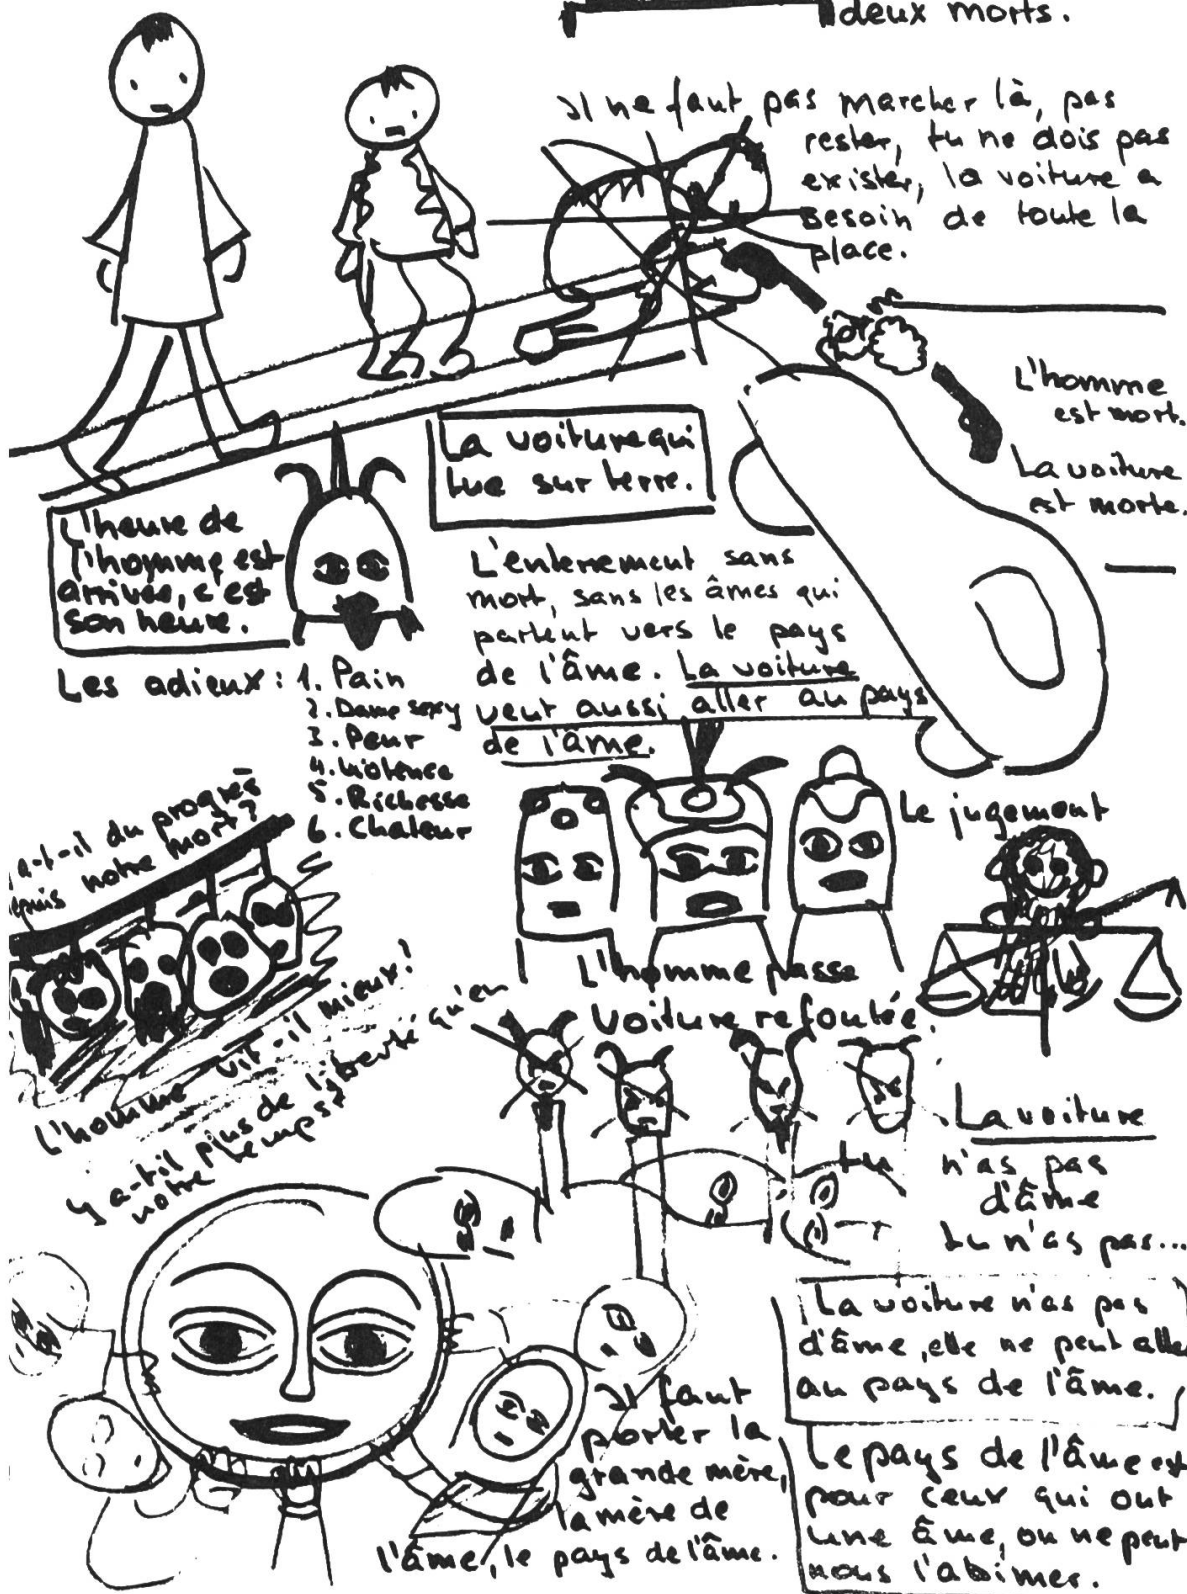 deux morts.
Il ne faut pas marcher là, pas
rester, tu ne dois pas
exister, la voiture a
besoin de toute la
place.
L'homme
est mort.
La voiture
est morte.
La voiture qui
tue sur terre.
L'heure de
l'homme est
arrivée, c'est
son heure.
Les adieux: 1. Pain
2. Dame sexy
3. Peur
4. Violence
5. Richesse
6. Chaleur
L'enterrement sans
mort, sans les âmes qui
partent vers le pays
de l'âme. La voiture
veut aussi aller au pays
de l'âme.
Le jugement
a-t-il du progrès
depuis notre mort?
L'homme vit-il mieux!
Y a-t-il plus de liberté qu'en
notre temps?
L'homme passe
voiture refoulée.
La voiture
tu n'as pas
d'âme
tu n'as pas...
La voiture n'as pas
d'âme, elle ne peut aller
au pays de l'âme.
Il faut
porter la
grande mère,
la mère de
l'âme, le pays de l'âme.
Le pays de l'âme est
pour ceux qui ont
une âme, on ne peut
nous l'abimer.